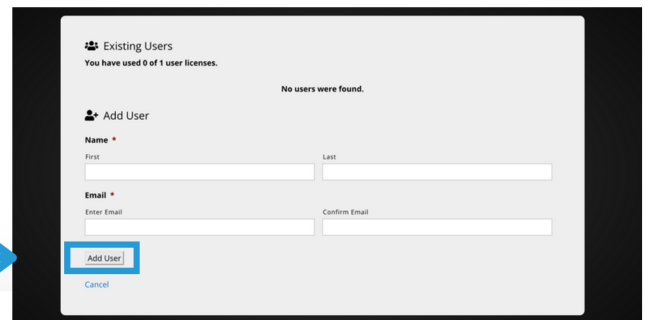 Existing Users
You have used 0 of 1 user licenses.
No users were found.
Add User
Name *
First Last
Email *
Enter Email Confirm Email
Add User
Cancel